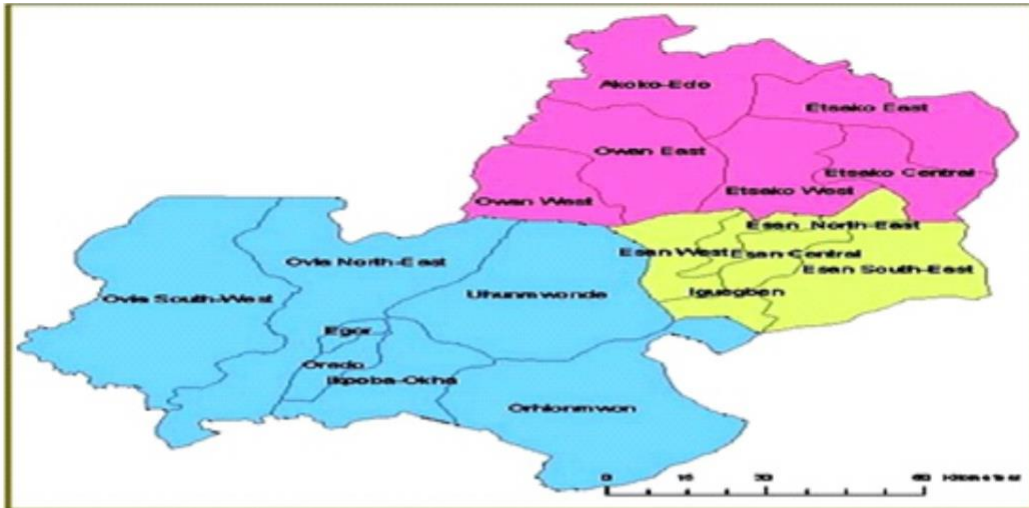 Akoko-Edo
Etsako East
Owan East
Etsako Central
Etsako West
Owan West
Esan North-East
Esan West
Esan Central
Ovia North-East
Esan South-East
Ovia South-West
Uhunmwonde
Iguegben
Egor
Oredo
Ikpoba-Okha
Orhionmwon
0 15 30 60 Kilometers